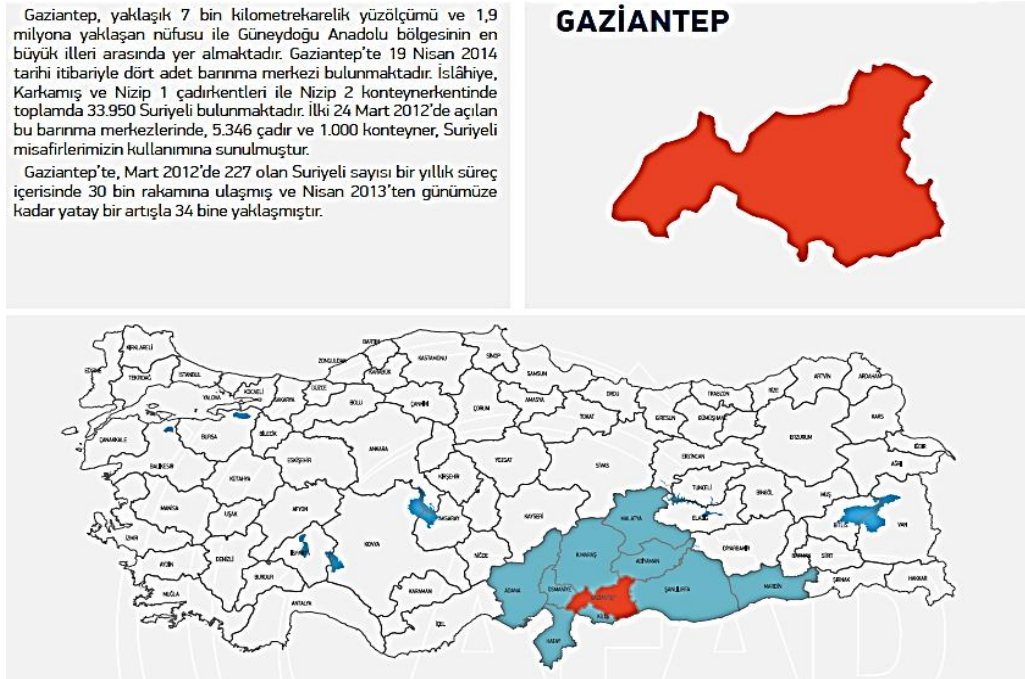 Gaziantep, yaklaşık 7 bin kilometrekarelik yüzölçümü ve 1,9
milyona yaklaşan nüfusu ile Güneydoğu Anadolu bölgesinin en
büyük illeri arasında yer almaktadır. Gaziantep'te 19 Nisan 2014
tarihi itibariyle dört adet barınma merkezi bulunmaktadır. İslâhiye,
Karkamış ve Nizip 1 çadırkentleri ile Nizip 2 konteynerkentinde
toplamda 33.950 Suriyeli bulunmaktadır. İlki 24 Mart 2012'de açılan
bu barınma merkezlerinde, 5.346 çadır ve 1.000 konteyner, Suriyeli
misafirlerimizin kullanımına sunulmuştur.
Gaziantep'te, Mart 2012'de 227 olan Suriyeli sayısı bir yıllık süreç
içerisinde 30 bin rakamına ulaşmış ve Nisan 2013'ten günümüze
kadar yatay bir artışla 34 bine yaklaşmıştır.
GAZİANTEP
KIRKLARELİ
EDİRNE
TEKİRDAĞ
İSTANBUL
YALOVA
KOCAELİ
SAKARYA
DÜZCE
ZONGULDAK
BARTIN
KARABÜK
KASTAMONU
SİNOP
SAMSUN
BOLU
ÇANKIRI
ÇORUM
AMASYA
TOKAT
ORDU
GİRESUN
GÜMÜŞHANE
TRABZON
RİZE
ARTVİN
ARDAHAN
KARS
IĞDIR
AĞRI
ERZURUM
ERZİNCAN
ÇANAKKALE
BURSA
BİLECİK
ESKİŞEHİR
ANKARA
YOZGAT
SİVAS
BALIKESİR
KÜTAHYA
KIRŞEHİR
TUNCELİ
BİNGÖL
MUŞ
BİTLİS
VAN
MANİSA
UŞAK
AFYON
AKSARAY
KAYSERİ
MALATYA
ELAZIĞ
İZMİR
AYDIN
DENİZLİ
ISPARTA
KONYA
NİĞDE
K.MARAŞ
ADIYAMAN
DİYARBAKIR
BATMAN
SİİRT
ŞIRNAK
HAKKARİ
MUĞLA
BURDUR
ANTALYA
KARAMAN
İÇEL
ADANA
OSMANİYE
GAZİANTEP
KİLİS
HATAY
ŞANLIURFA
MARDİN
AFAD